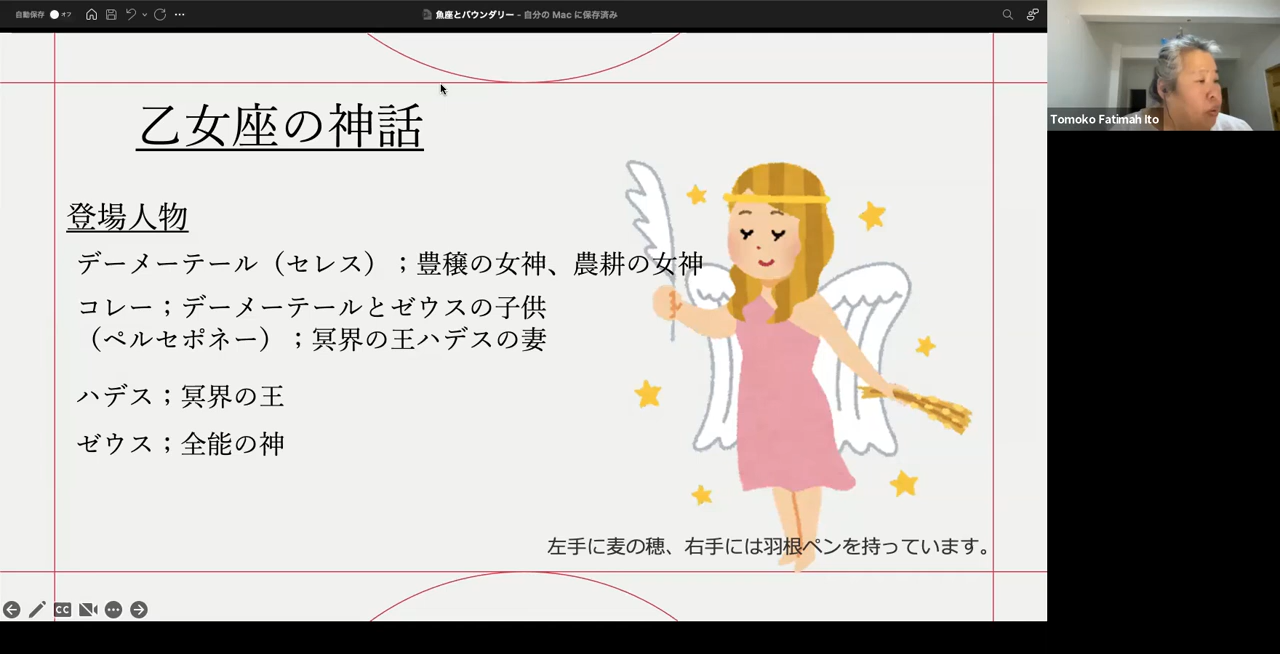 自動保存 オフ
魚座とバウンダリー – 自分の Mac に保存済み
Tomoko Fatimah Ito
乙女座の神話
登場人物
デーメーテール（セレス）；豊穣の女神、農耕の女神
コレー；デーメーテールとゼウスの子供
（ペルセポネー）；冥界の王ハデスの妻
ハデス；冥界の王
ゼウス；全能の神
左手に麦の穂、右手には羽根ペンを持っています。
CC